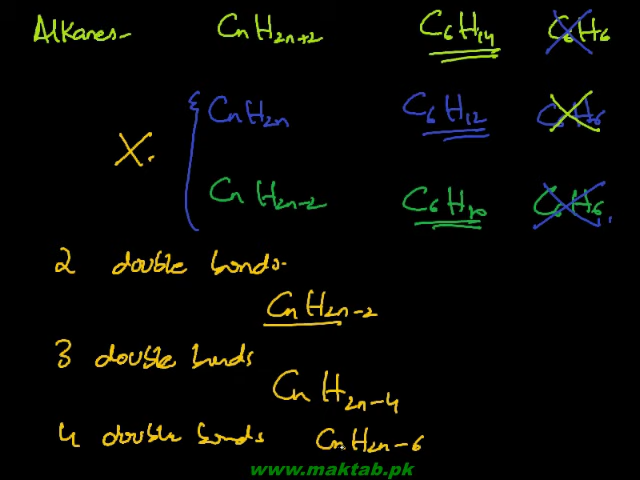 Alkanes- CnH2n+2 C6H14 C6H6
CnH2n C6H12 C6H6
X. CnH2n-2 C6H10 C6H6
2 double bonds-
CnH2n-2
3 double bonds
CnH2n-4
4 double bonds CnH2n-6
www.maktab.pk